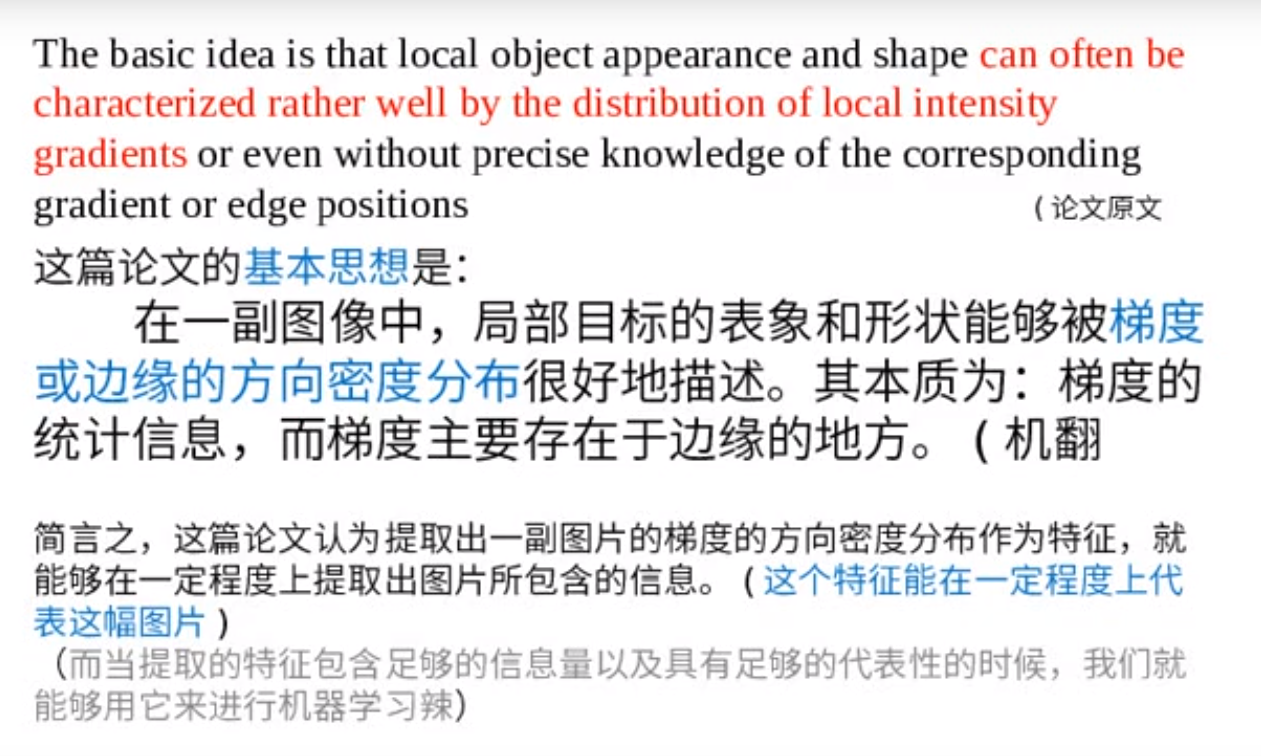 The basic idea is that local object appearance and shape can often be
characterized rather well by the distribution of local intensity
gradients or even without precise knowledge of the corresponding
gradient or edge positions （论文原文
这篇论文的基本思想是：
在一副图像中，局部目标的表象和形状能够被梯度
或边缘的方向密度分布很好地描述。其本质为：梯度的
统计信息，而梯度主要存在于边缘的地方。（机翻
简言之，这篇论文认为提取出一副图片的梯度的方向密度分布作为特征，就
能够在一定程度上提取出图片所包含的信息。（这个特征能在一定程度上代
表这幅图片）
（而当提取的特征包含足够的信息量以及具有足够的代表性的时候，我们就
能够用它来进行机器学习辣）